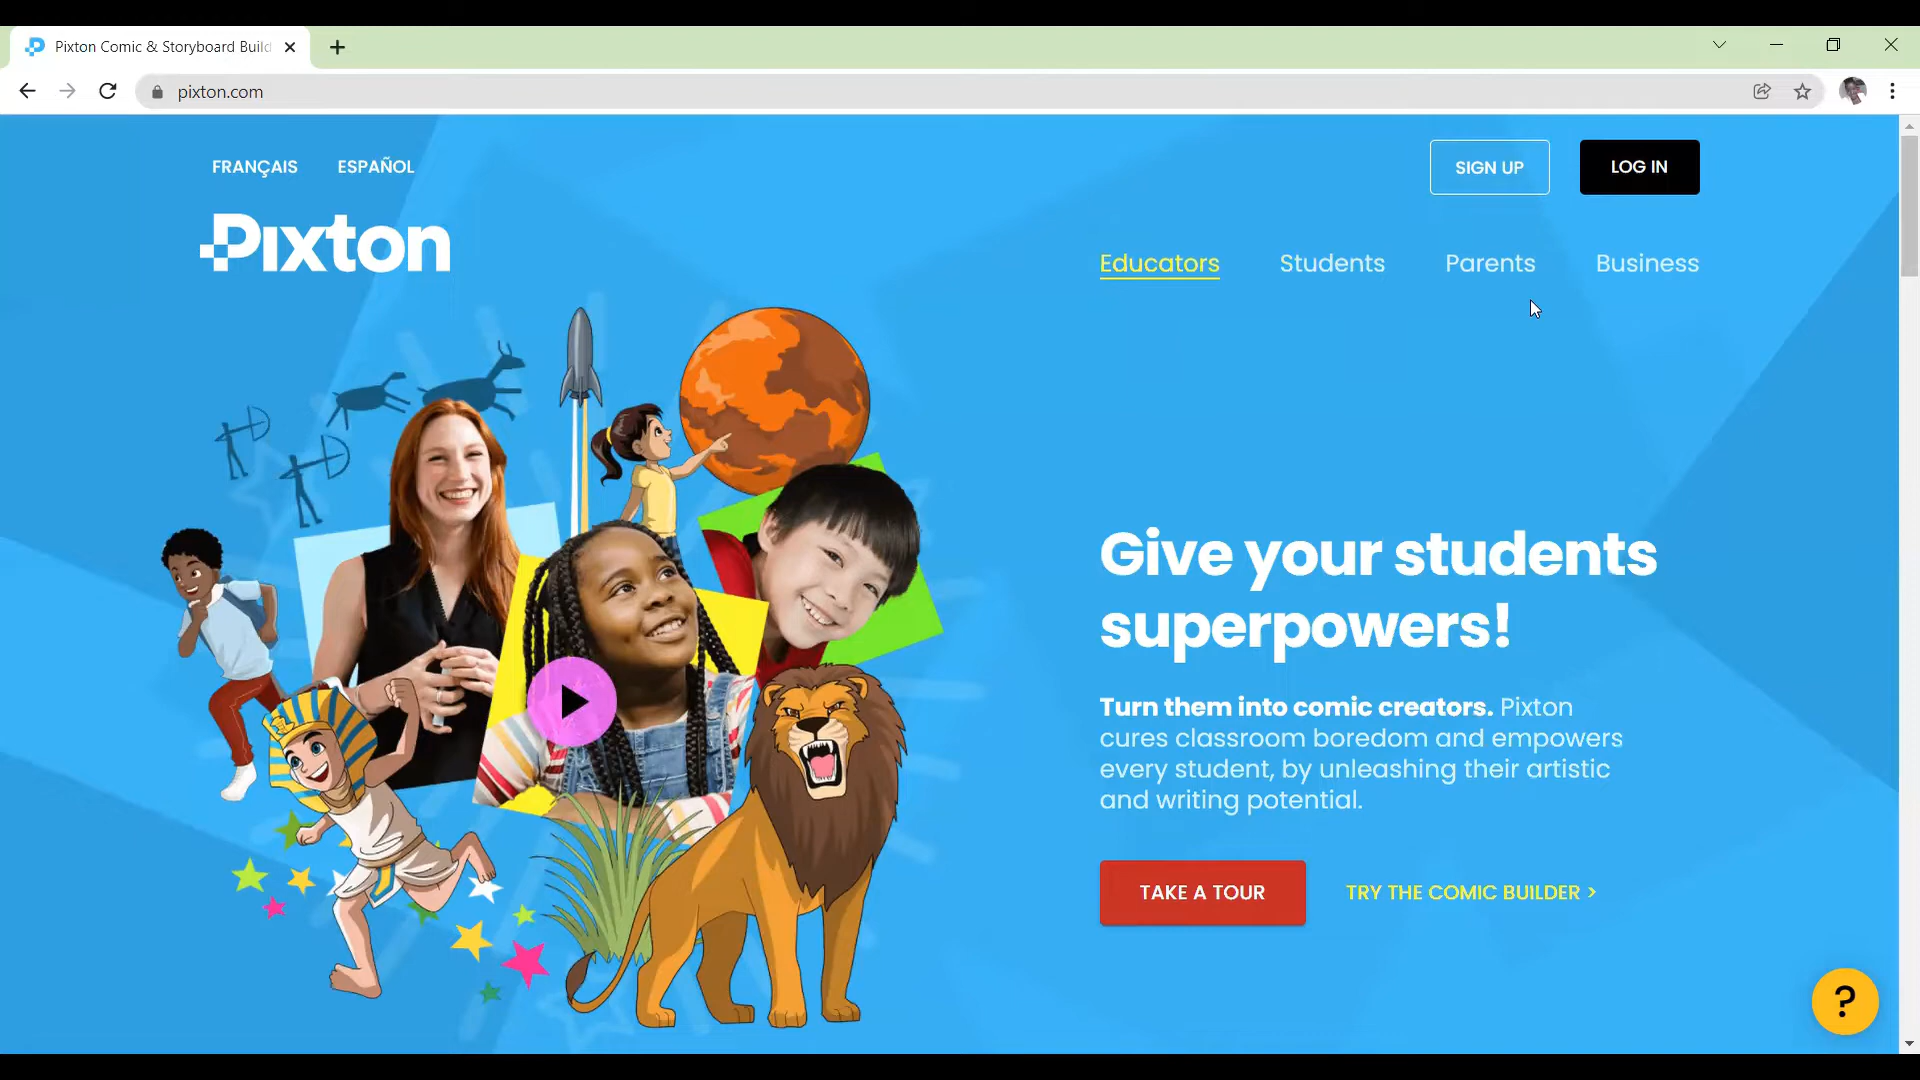 Pixton Comic & Storyboard Build
pixton.com
FRANÇAIS ESPAÑOL
SIGN UP LOG IN
Pixton
Educators Students Parents Business
Give your students
superpowers!
Turn them into comic creators. Pixton
cures classroom boredom and empowers
every student, by unleashing their artistic
and writing potential.
TAKE A TOUR TRY THE COMIC BUILDER >
?